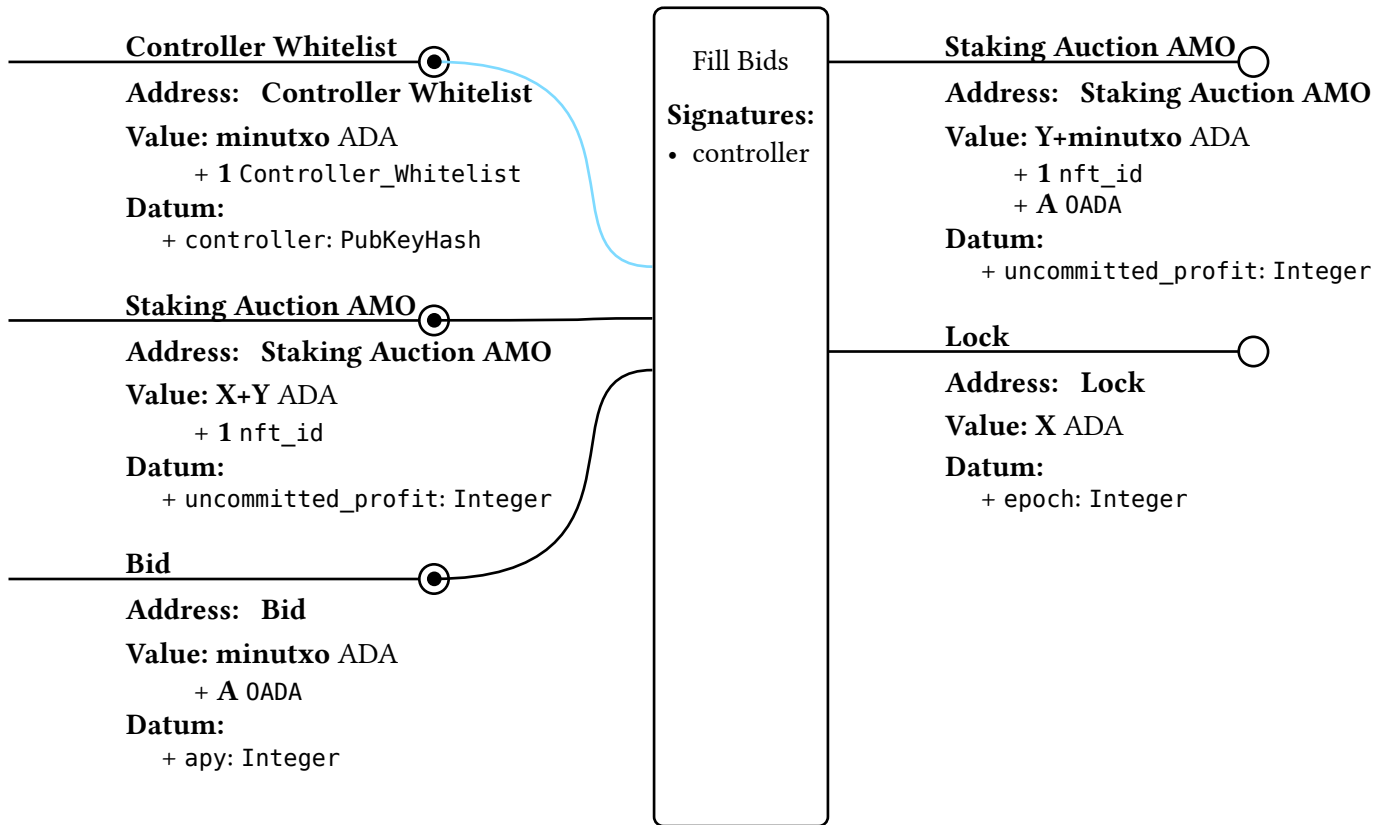 Controller Whitelist
Address: Controller Whitelist
Value: minutxo ADA
+ 1 Controller_Whitelist
Datum:
+ controller: PubKeyHash
Staking Auction AMO
Address: Staking Auction AMO
Value: X+Y ADA
+ 1 nft_id
Datum:
+ uncommitted_profit: Integer
Bid
Address: Bid
Value: minutxo ADA
+ A OADA
Datum:
+ apy: Integer
Fill Bids
Signatures:
• controller
Staking Auction AMO
Address: Staking Auction AMO
Value: Y+minutxo ADA
+ 1 nft_id
+ A OADA
Datum:
+ uncommitted_profit: Integer
Lock
Address: Lock
Value: X ADA
Datum:
+ epoch: Integer